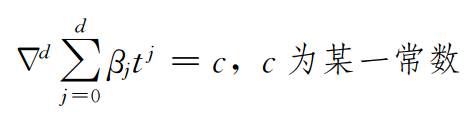 ∇^d ∑_{j=0}^{d} β_j t^j = c，c 为某一常数